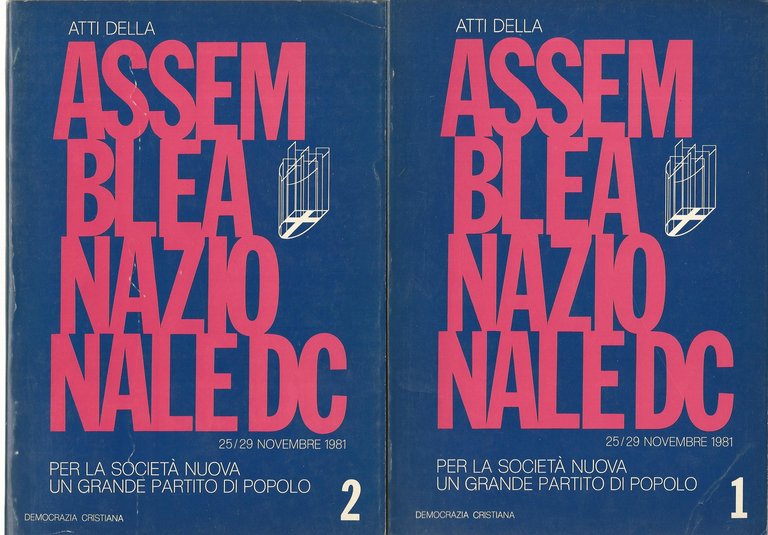 ATTI DELLA
ASSEM
BLEA
NAZIO
NALE DC
25/29 NOVEMBRE 1981
PER LA SOCIETÀ NUOVA
UN GRANDE PARTITO DI POPOLO
2
DEMOCRAZIA CRISTIANA
ATTI DELLA
ASSEM
BLEA
NAZIO
NALE DC
25/29 NOVEMBRE 1981
PER LA SOCIETÀ NUOVA
UN GRANDE PARTITO DI POPOLO
1
DEMOCRAZIA CRISTIANA